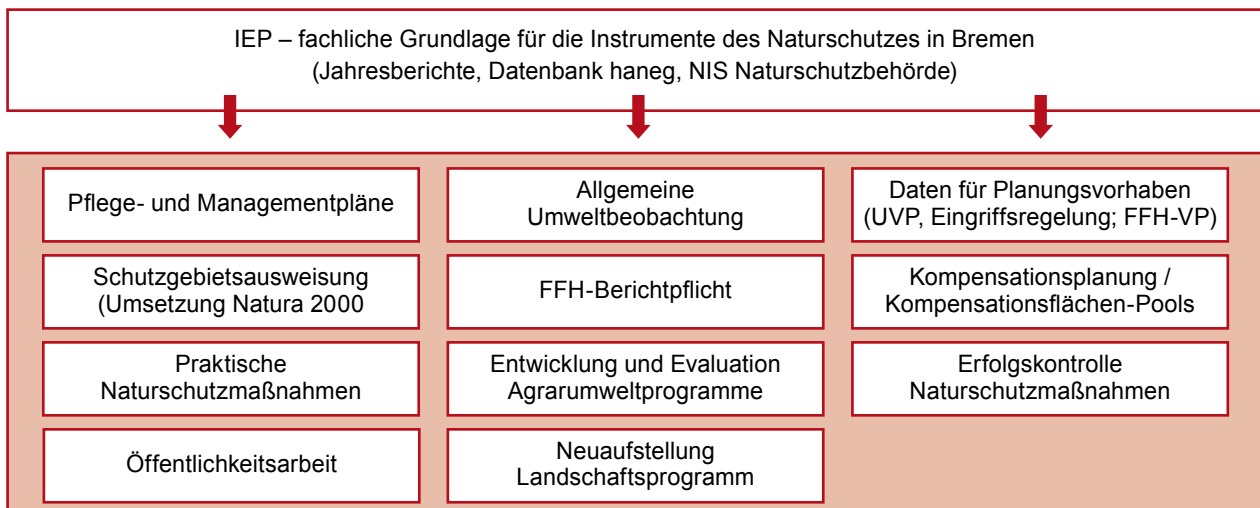 IEP – fachliche Grundlage für die Instrumente des Naturschutzes in Bremen
(Jahresberichte, Datenbank haneg, NIS Naturschutzbehörde)
Pflege- und Managementpläne
Schutzgebietsausweisung
(Umsetzung Natura 2000
Praktische
Naturschutzmaßnahmen
Öffentlichkeitsarbeit
Allgemeine
Umweltbeobachtung
FFH-Berichtpflicht
Entwicklung und Evaluation
Agrarumweltprogramme
Neuaufstellung
Landschaftsprogramm
Daten für Planungsvorhaben
(UVP, Eingriffsregelung; FFH-VP)
Kompensationsplanung /
Kompensationsflächen-Pools
Erfolgskontrolle
Naturschutzmaßnahmen